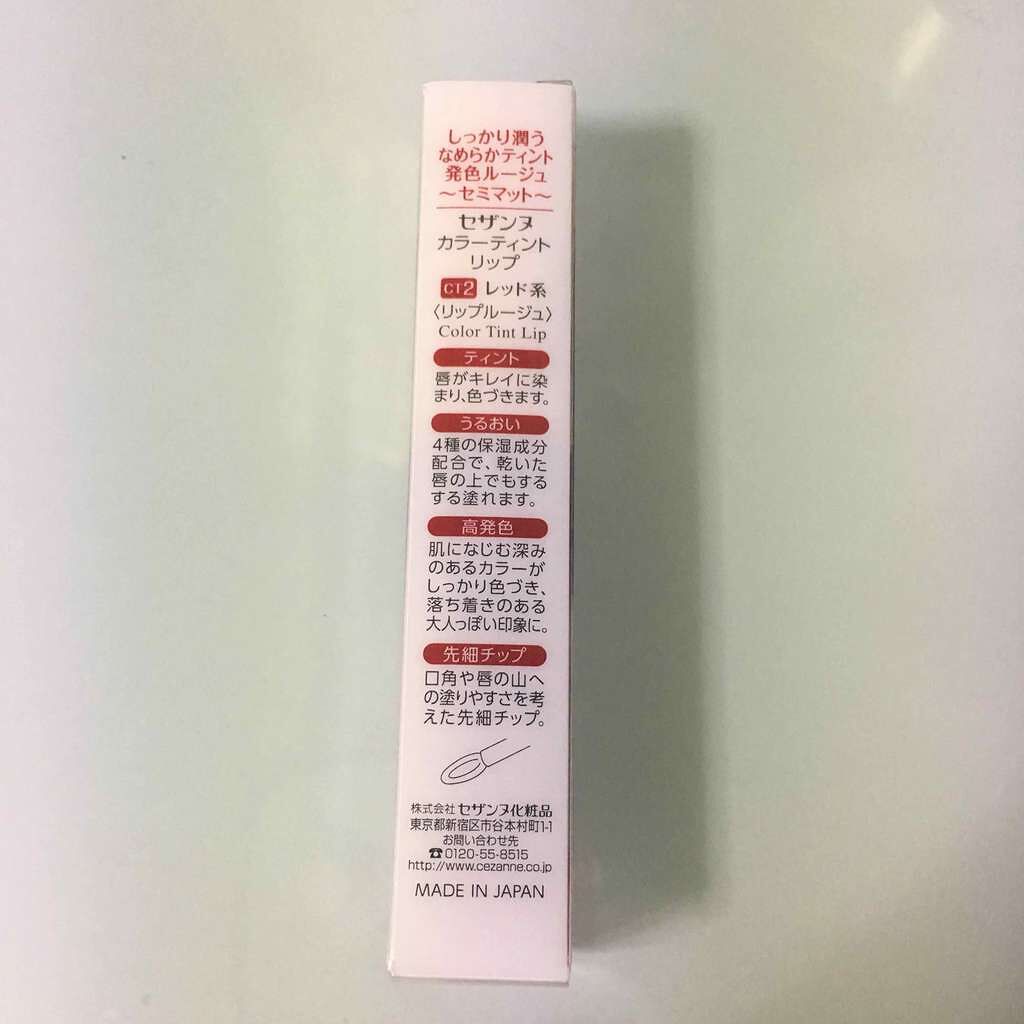 しっかり潤う
なめらかティント
発色ルージュ
〜セミマット〜
セザンヌ
カラーティント
リップ
CT2 レッド系
〈リップルージュ〉
Color Tint Lip
ティント
唇がキレイに染
まり、色づきます。
うるおい
4種の保湿成分
配合で、乾いた
唇の上でもする
する塗れます。
高発色
肌になじむ深み
のあるカラーが
しっかり色づき、
落ち着きのある
大人っぽい印象に。
先細チップ
口角や唇の山へ
の塗りやすさを考
えた先細チップ。
株式会社 セザンヌ化粧品
東京都新宿区市谷本村町1-1
お問い合わせ先
☎0120-55-8515
http://www.cezanne.co.jp
MADE IN JAPAN